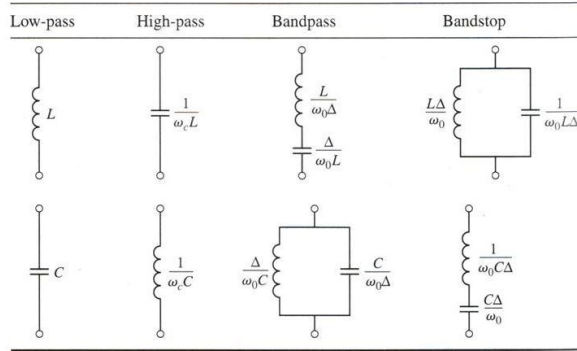 Low-pass High-pass Bandpass Bandstop
L
1
ω_c L
L
ω_0 Δ
Δ
ω_0 L
LΔ
ω_0
1
ω_0 LΔ
C
1
ω_c C
Δ
ω_0 C
C
ω_0 Δ
1
ω_0 CΔ
CΔ
ω_0